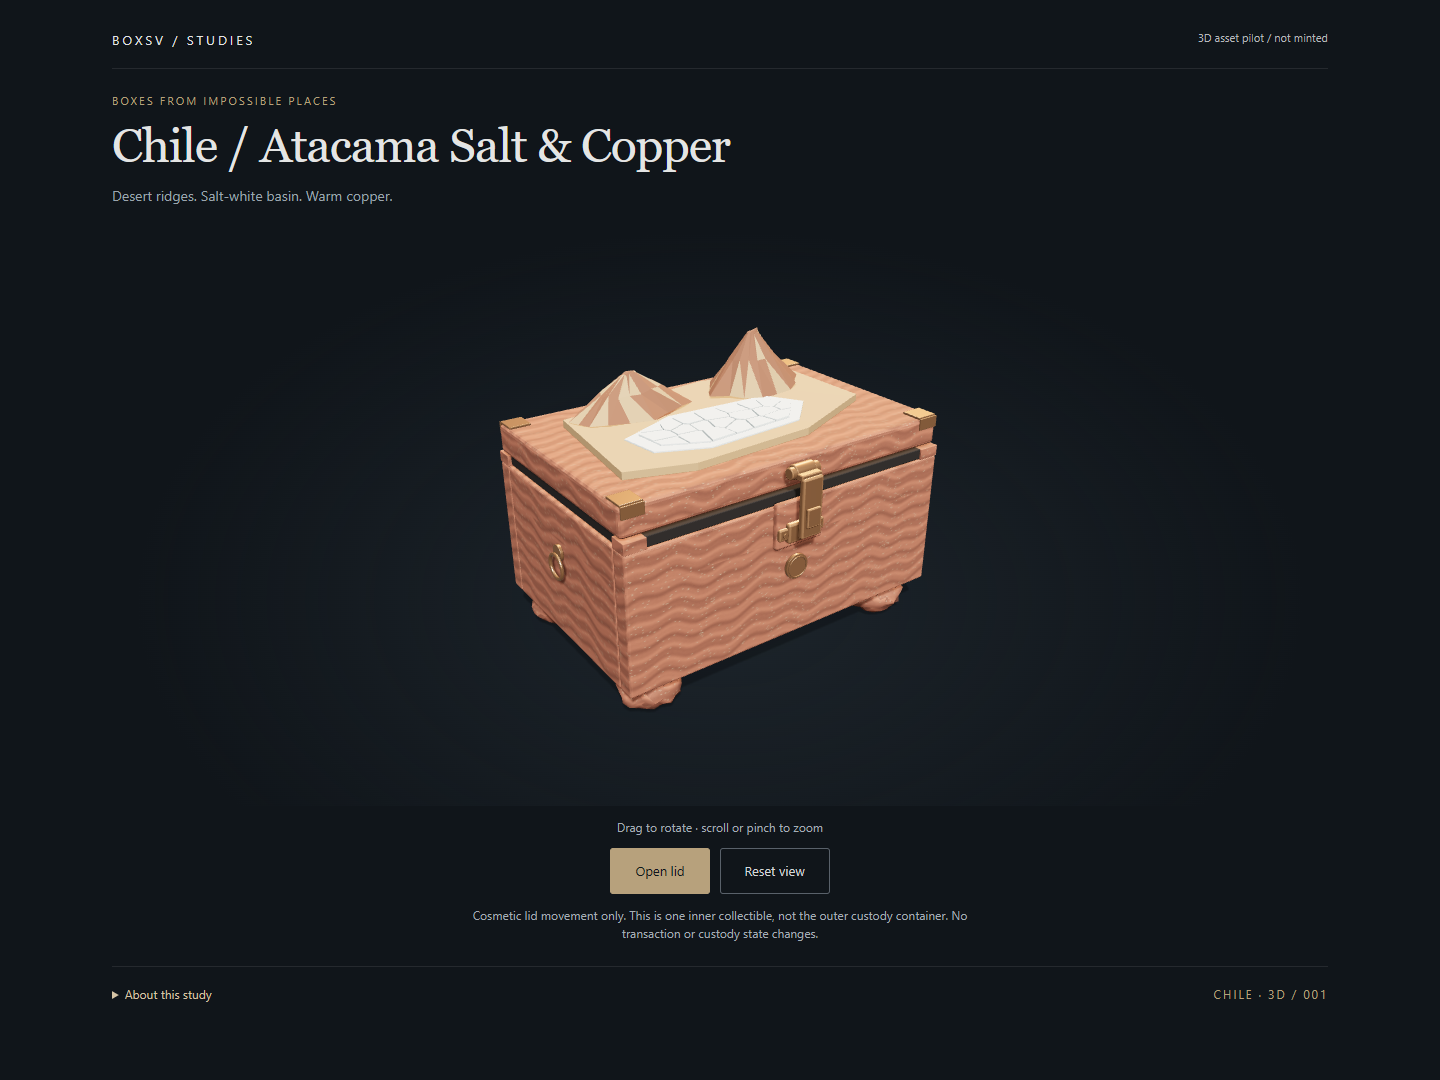 BOXSV / STUDIES
3D asset pilot / not minted
BOXES FROM IMPOSSIBLE PLACES
Chile / Atacama Salt & Copper
Desert ridges. Salt-white basin. Warm copper.
Drag to rotate · scroll or pinch to zoom
Open lid
Reset view
Cosmetic lid movement only. This is one inner collectible, not the outer custody container. No
transaction or custody state changes.
About this study
CHILE · 3D / 001